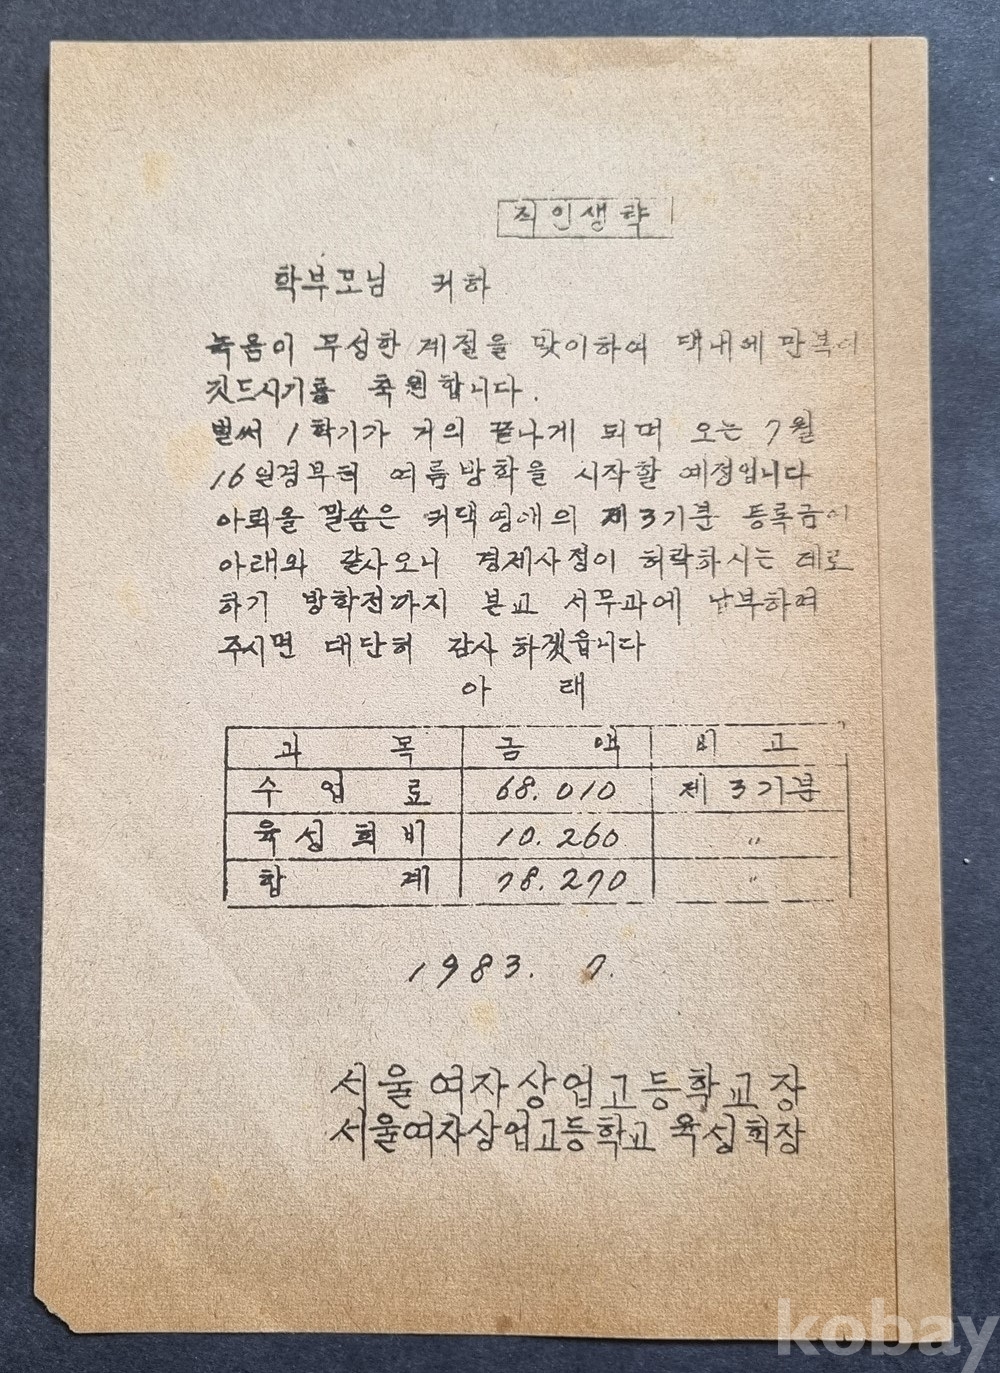 직인생략
학부모님 귀하
녹음이 무성한 계절을 맞이하여 댁내에 만복이
깃드시기를 축원합니다.
벌써 1학기가 거의 끝나게 되며 오는 7월
16일경부터 여름방학을 시작할 예정입니다
아뢰올 말씀은 귀댁 영애의 제3기분 등록금이
아래와 같사오니 경제사정이 허락하시는 데로
하기 방학전까지 본교 서무과에 납부하여
주시면 대단히 감사 하겠읍니다
아 래
과 목 금 액 비 고
수 업 료 68.010 제3기분
육성회비 10.260 〃
합 계 78.270 〃
1983. 7.
서울여자상업고등학교장
서울여자상업고등학교 육성회장
kobay